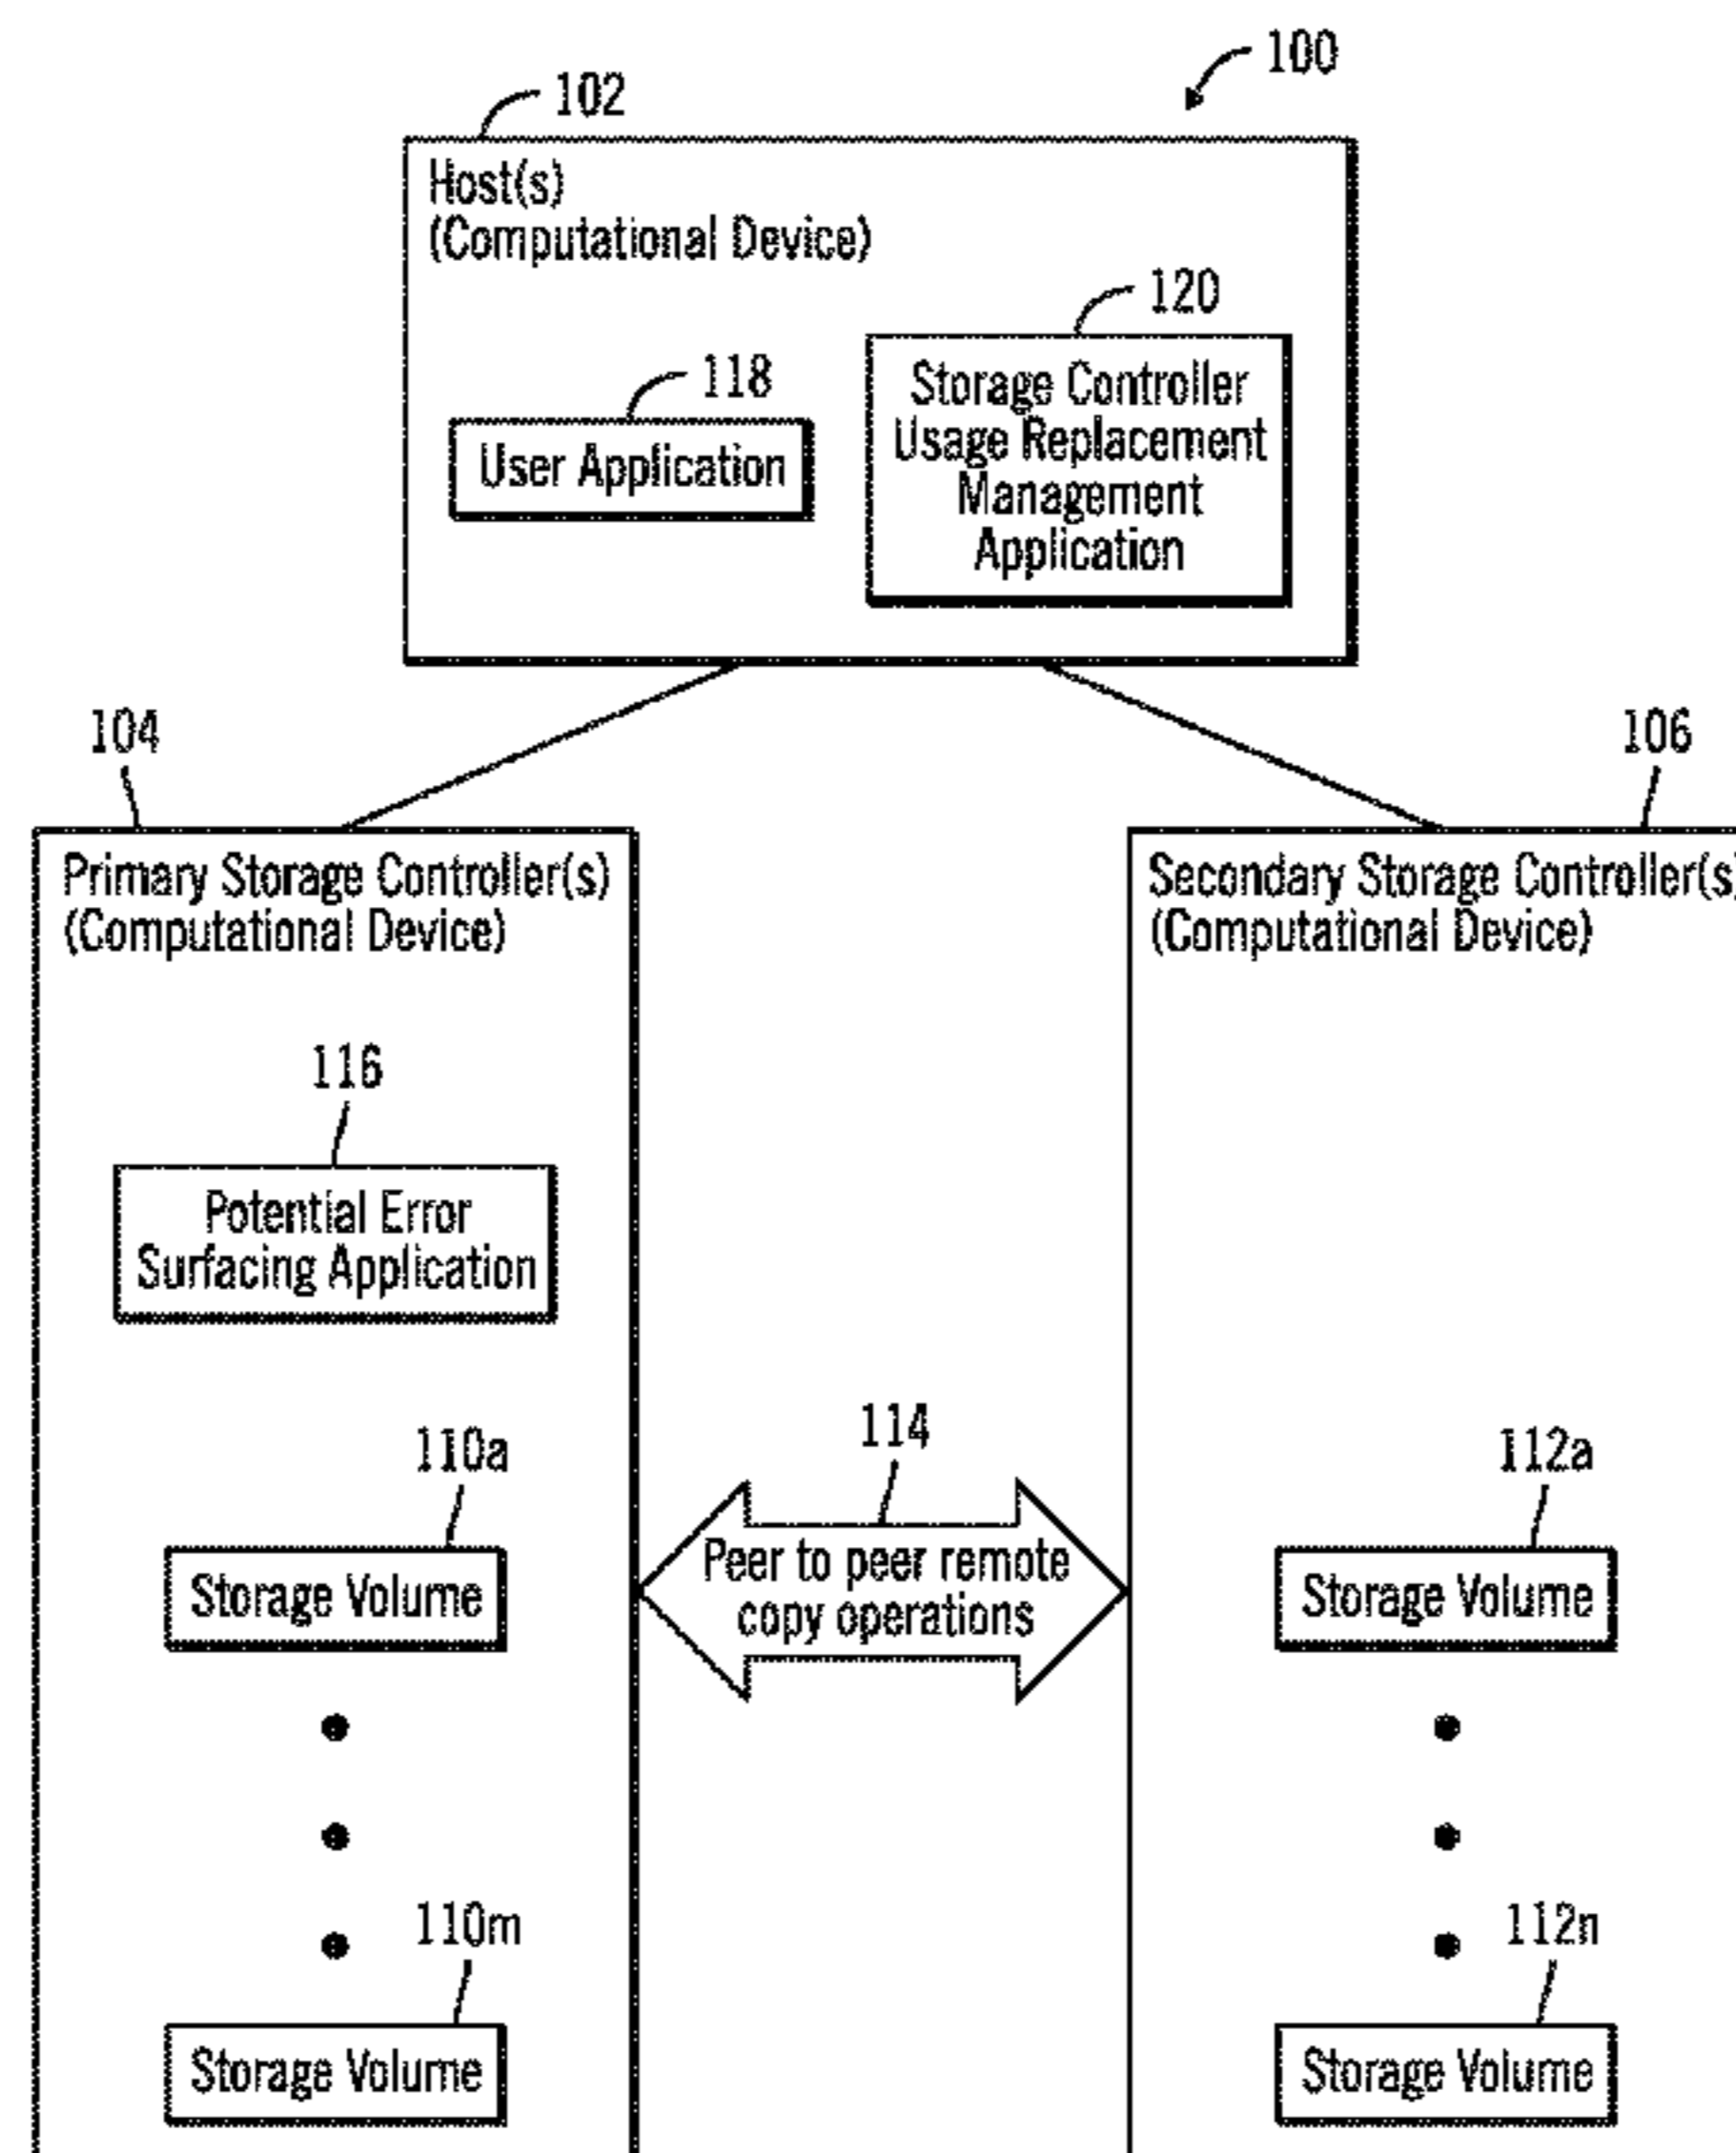 100
102
Host(s)
(Computational Device)
120
118
Storage Controller
Usage Replacement
Management
Application
User Application
104
106
Primary Storage Controller(s)
(Computational Device)
Secondary Storage Controller(s)
(Computational Device)
116
Potential Error
Surfacing Application
114
110a
112a
Peer to peer remote
copy operations
Storage Volume
Storage Volume
110m
112n
Storage Volume
Storage Volume